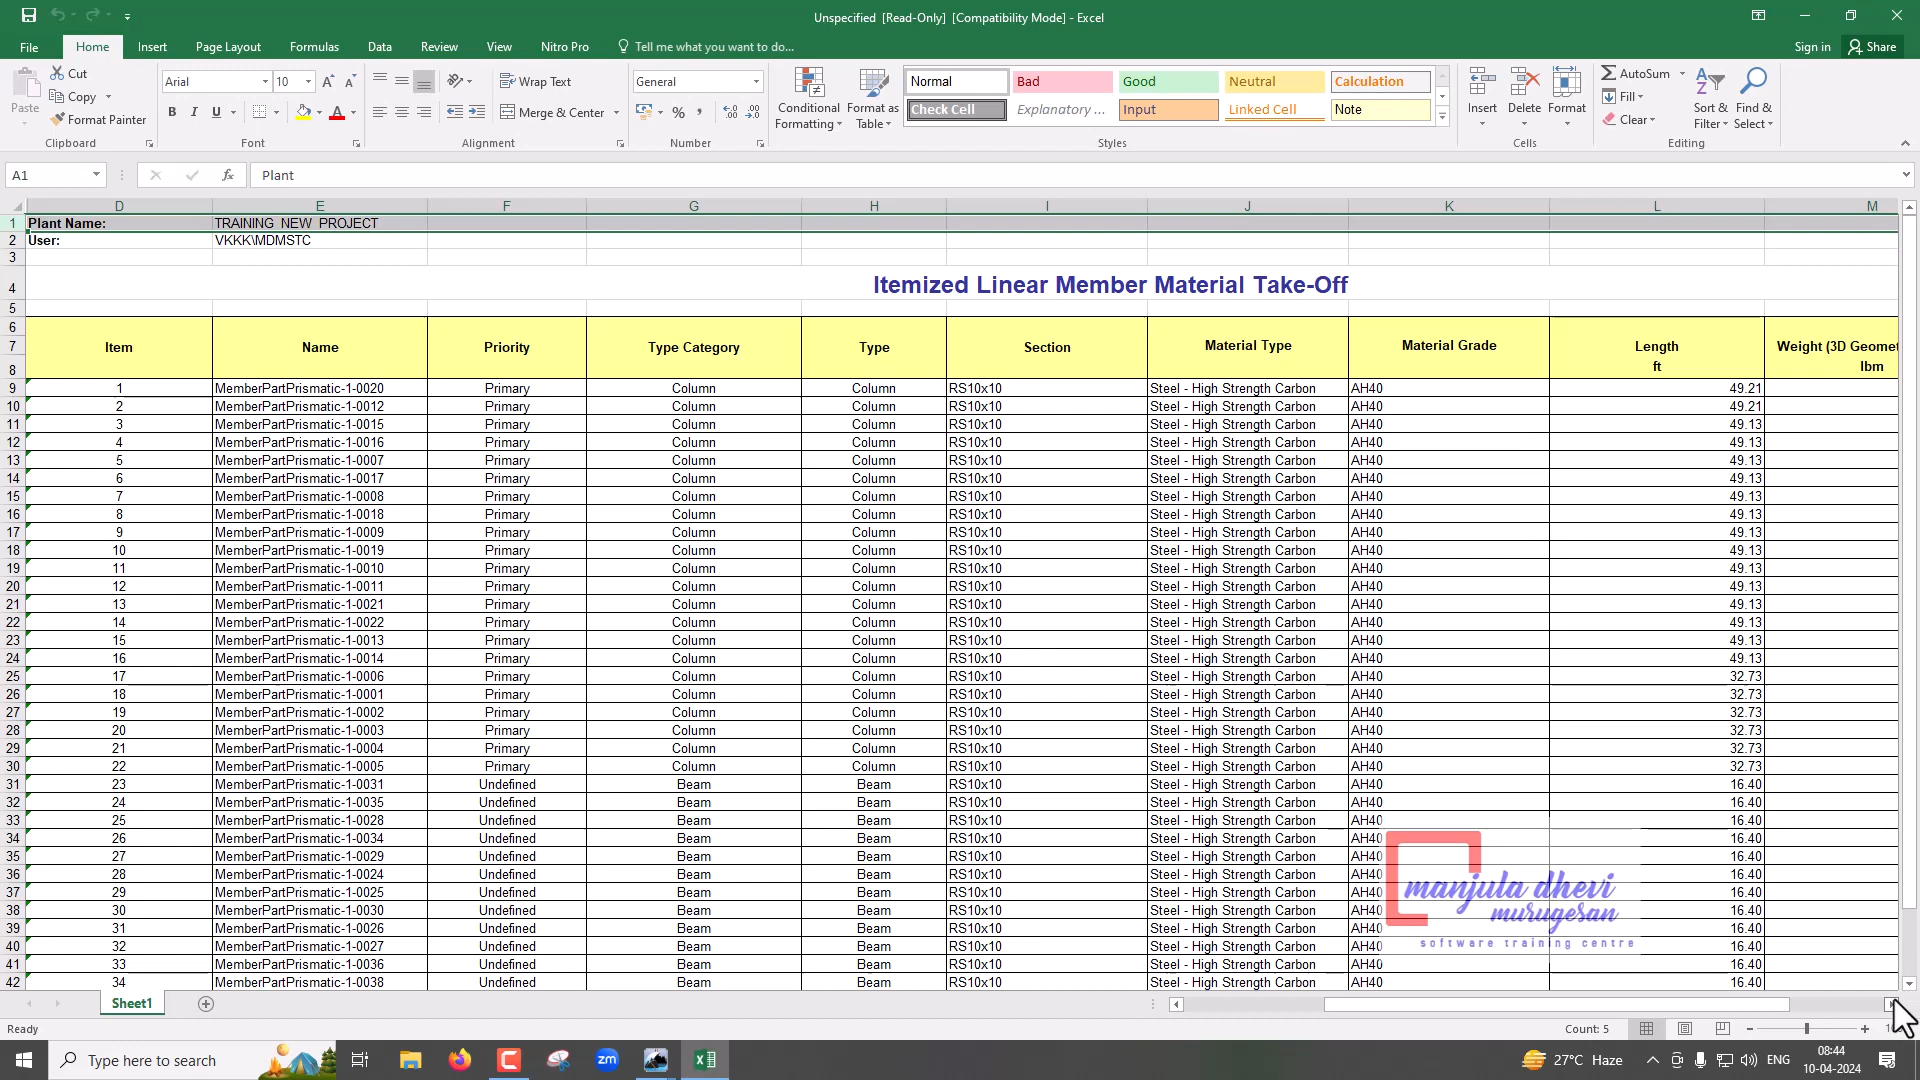 Unspecified [Read-Only] [Compatibility Mode] - Excel
File Home Insert Page Layout Formulas Data Review View Nitro Pro Tell me what you want to do... Sign in Share
Paste Cut Copy Format Painter Clipboard
Arial 10 Font
B I U A
Wrap Text Merge & Center Alignment
General % , Number
Conditional Formatting Format as Table
Normal Bad Good Neutral Calculation
Check Cell Explanatory ... Input Linked Cell Note
Styles
Insert Delete Format Cells
AutoSum Fill Clear Sort & Filter Find & Select Editing
A1 fx Plant
D E F G H I J K L M
1 Plant Name: TRAINING NEW PROJECT
2 User: VKKK\MDMSTC
3
4 Itemized Linear Member Material Take-Off
5
6
7 Item Name Priority Type Category Type Section Material Type Material Grade Length Weight (3D Geomet
8 ft lbm
9 1 MemberPartPrismatic-1-0020 Primary Column Column RS10x10 Steel - High Strength Carbon AH40 49.21
10 2 MemberPartPrismatic-1-0012 Primary Column Column RS10x10 Steel - High Strength Carbon AH40 49.21
11 3 MemberPartPrismatic-1-0015 Primary Column Column RS10x10 Steel - High Strength Carbon AH40 49.13
12 4 MemberPartPrismatic-1-0016 Primary Column Column RS10x10 Steel - High Strength Carbon AH40 49.13
13 5 MemberPartPrismatic-1-0007 Primary Column Column RS10x10 Steel - High Strength Carbon AH40 49.13
14 6 MemberPartPrismatic-1-0017 Primary Column Column RS10x10 Steel - High Strength Carbon AH40 49.13
15 7 MemberPartPrismatic-1-0008 Primary Column Column RS10x10 Steel - High Strength Carbon AH40 49.13
16 8 MemberPartPrismatic-1-0018 Primary Column Column RS10x10 Steel - High Strength Carbon AH40 49.13
17 9 MemberPartPrismatic-1-0009 Primary Column Column RS10x10 Steel - High Strength Carbon AH40 49.13
18 10 MemberPartPrismatic-1-0019 Primary Column Column RS10x10 Steel - High Strength Carbon AH40 49.13
19 11 MemberPartPrismatic-1-0010 Primary Column Column RS10x10 Steel - High Strength Carbon AH40 49.13
20 12 MemberPartPrismatic-1-0011 Primary Column Column RS10x10 Steel - High Strength Carbon AH40 49.13
21 13 MemberPartPrismatic-1-0021 Primary Column Column RS10x10 Steel - High Strength Carbon AH40 49.13
22 14 MemberPartPrismatic-1-0022 Primary Column Column RS10x10 Steel - High Strength Carbon AH40 49.13
23 15 MemberPartPrismatic-1-0013 Primary Column Column RS10x10 Steel - High Strength Carbon AH40 49.13
24 16 MemberPartPrismatic-1-0014 Primary Column Column RS10x10 Steel - High Strength Carbon AH40 49.13
25 17 MemberPartPrismatic-1-0006 Primary Column Column RS10x10 Steel - High Strength Carbon AH40 32.73
26 18 MemberPartPrismatic-1-0001 Primary Column Column RS10x10 Steel - High Strength Carbon AH40 32.73
27 19 MemberPartPrismatic-1-0002 Primary Column Column RS10x10 Steel - High Strength Carbon AH40 32.73
28 20 MemberPartPrismatic-1-0003 Primary Column Column RS10x10 Steel - High Strength Carbon AH40 32.73
29 21 MemberPartPrismatic-1-0004 Primary Column Column RS10x10 Steel - High Strength Carbon AH40 32.73
30 22 MemberPartPrismatic-1-0005 Primary Column Column RS10x10 Steel - High Strength Carbon AH40 32.73
31 23 MemberPartPrismatic-1-0031 Undefined Beam Beam RS10x10 Steel - High Strength Carbon AH40 16.40
32 24 MemberPartPrismatic-1-0035 Undefined Beam Beam RS10x10 Steel - High Strength Carbon AH40 16.40
33 25 MemberPartPrismatic-1-0028 Undefined Beam Beam RS10x10 Steel - High Strength Carbon AH40 16.40
34 26 MemberPartPrismatic-1-0034 Undefined Beam Beam RS10x10 Steel - High Strength Carbon AH40 16.40
35 27 MemberPartPrismatic-1-0029 Undefined Beam Beam RS10x10 Steel - High Strength Carbon AH40 16.40
36 28 MemberPartPrismatic-1-0024 Undefined Beam Beam RS10x10 Steel - High Strength Carbon AH40 16.40
37 29 MemberPartPrismatic-1-0025 Undefined Beam Beam RS10x10 Steel - High Strength Carbon AH40 16.40
38 30 MemberPartPrismatic-1-0030 Undefined Beam Beam RS10x10 Steel - High Strength Carbon AH40 16.40
39 31 MemberPartPrismatic-1-0026 Undefined Beam Beam RS10x10 Steel - High Strength Carbon AH40 16.40
40 32 MemberPartPrismatic-1-0027 Undefined Beam Beam RS10x10 Steel - High Strength Carbon AH40 16.40
41 33 MemberPartPrismatic-1-0036 Undefined Beam Beam RS10x10 Steel - High Strength Carbon AH40 16.40
42 34 MemberPartPrismatic-1-0038 Undefined Beam Beam RS10x10 Steel - High Strength Carbon AH40 16.40
manjula dhevi
murugesan
software training centre
Sheet1
Ready Count: 5
Type here to search zm 27°C Haze ENG 08:44
10-04-2024